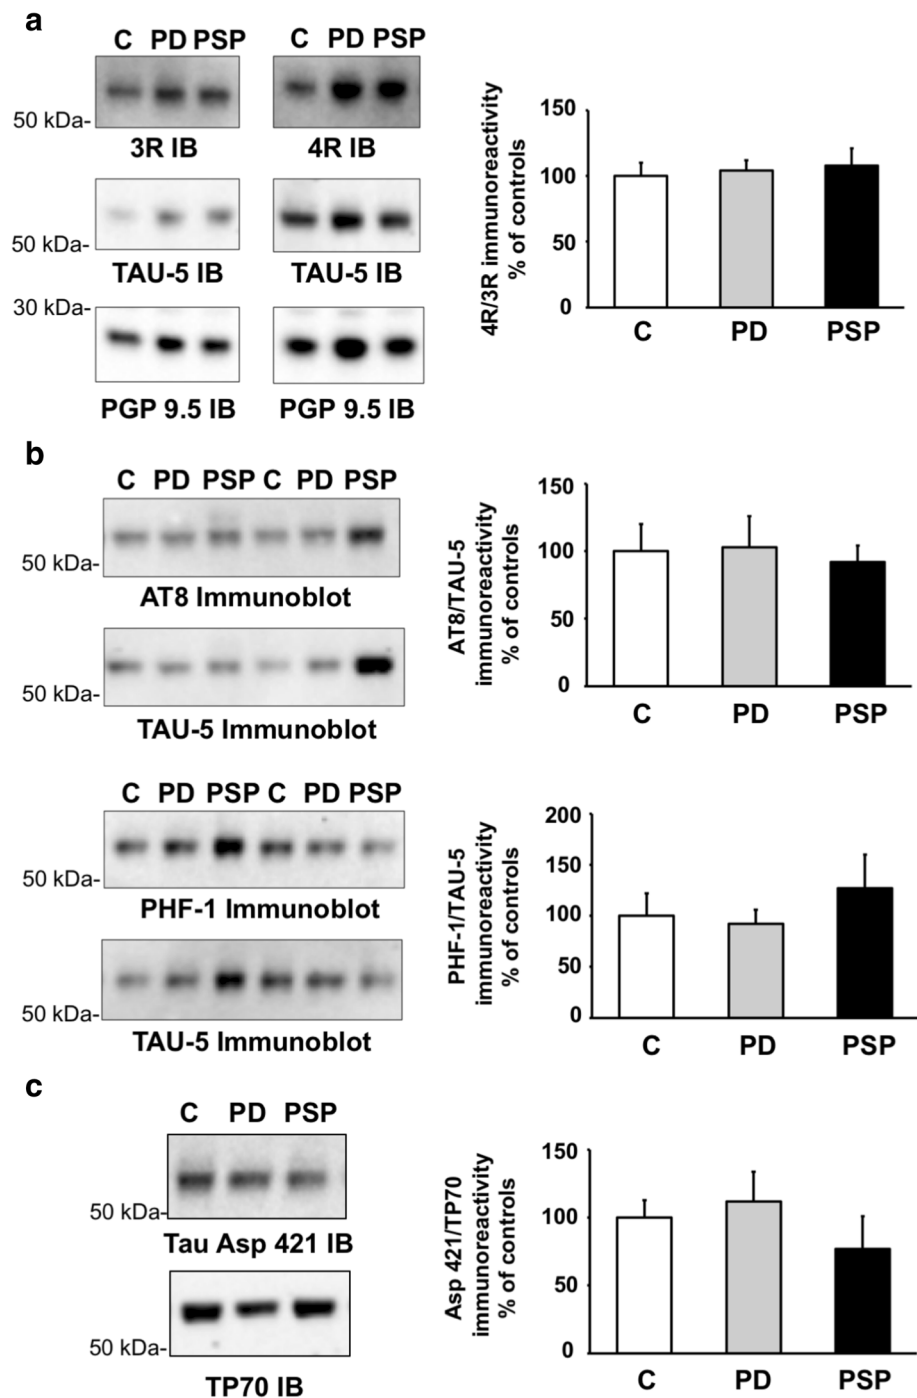 a
C PD PSP C PD PSP
50 kDa-
3R IB 4R IB
50 kDa-
TAU-5 IB TAU-5 IB
30 kDa-
PGP 9.5 IB PGP 9.5 IB
4R/3R immunoreactivity
% of controls
150
100
50
0
C PD PSP
b
C PD PSP C PD PSP
50 kDa-
AT8 Immunoblot
50 kDa-
TAU-5 Immunoblot
AT8/TAU-5
immunoreactivity
% of controls
150
100
50
0
C PD PSP
C PD PSP C PD PSP
50 kDa-
PHF-1 Immunoblot
50 kDa-
TAU-5 Immunoblot
PHF-1/TAU-5
immunoreactivity
% of controls
200
150
100
50
0
C PD PSP
c
C PD PSP
50 kDa-
Tau Asp 421 IB
50 kDa-
TP70 IB
Asp 421/TP70
immunoreactivity
% of controls
150
100
50
0
C PD PSP